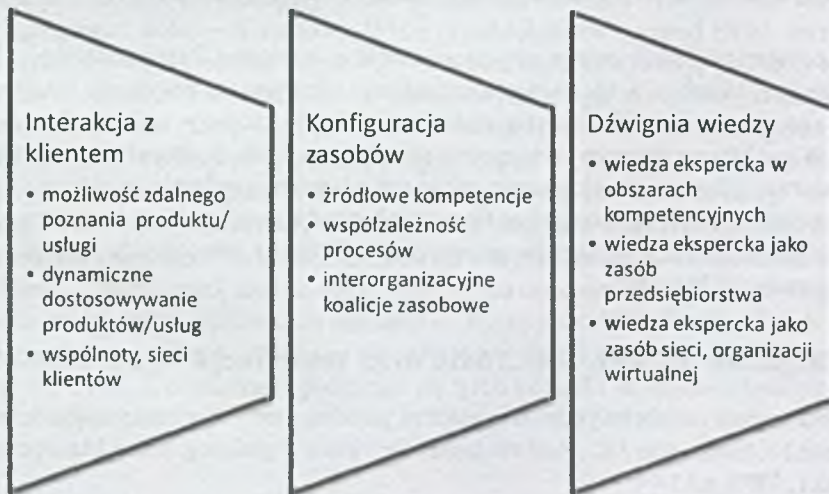 Interakcja z
klientem
• możliwość zdalnego
poznania produktu/
usługi
• dynamiczne
dostosowywanie
produktów/usług
• wspólnoty, sieci
klientów
Konfiguracja
zasobów
• źródłowe kompetencje
• współzależność
procesów
• interorganizacyjne
koalicje zasobowe
Dźwignia wiedzy
• wiedza ekspercka w
obszarach
kompetencyjnych
• wiedza ekspercka jako
zasób
przedsiębiorstwa
• wiedza ekspercka jako
zasób sieci, organizacji
wirtualnej